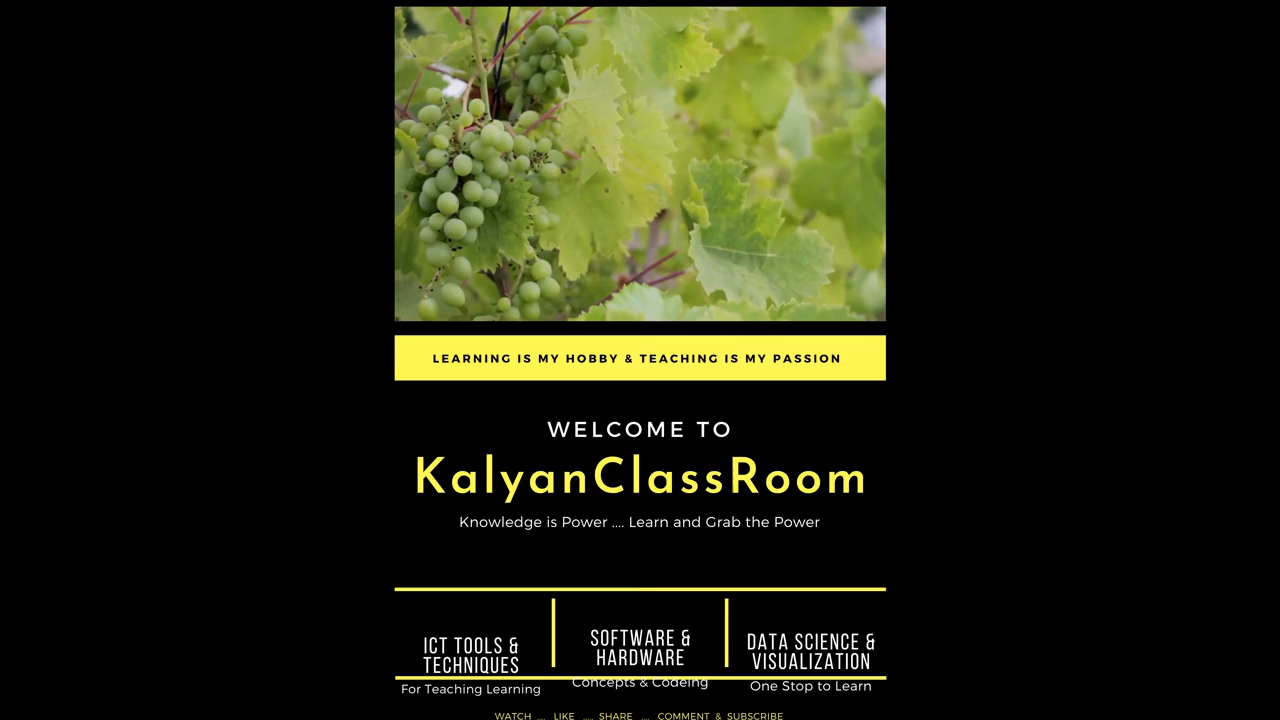 LEARNING IS MY HOBBY & TEACHING IS MY PASSION
WELCOME TO
KalyanClassRoom
Knowledge is Power .... Learn and Grab the Power
ICT TOOLS &
TECHNIQUES
For Teaching Learning
SOFTWARE &
HARDWARE
Concepts & Codeing
DATA SCIENCE &
VISUALIZATION
One Stop to Learn
WATCH .... LIKE ..... SHARE .... COMMENT & SUBSCRIBE